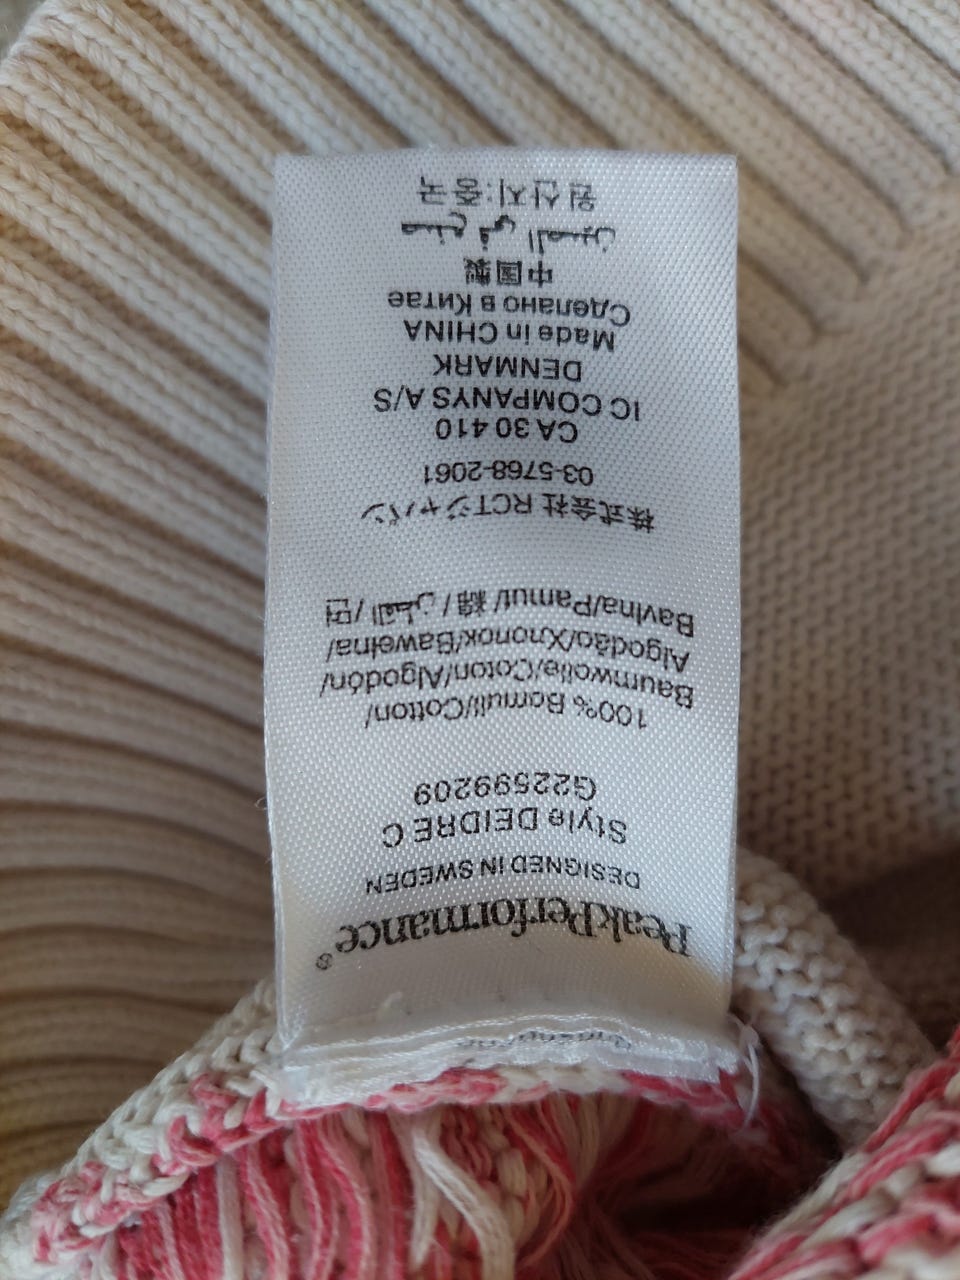 PeakPerformance®
DESIGNED IN SWEDEN
Style DEIDRE C
G22599209
100% Bomull/Cotton/
Baumwolle/Coton/Algodón/
Algodão/Хлопок/Bawełna/
Bavlna/Pamut/ 綿 / القطن / 면
株式会社 RCTジャパン
03-5768-2061
CA 30 410
IC COMPANYS A/S
DENMARK
Made in CHINA
Сделано в Китае
中国製
صنع في الصين
원산지:중국